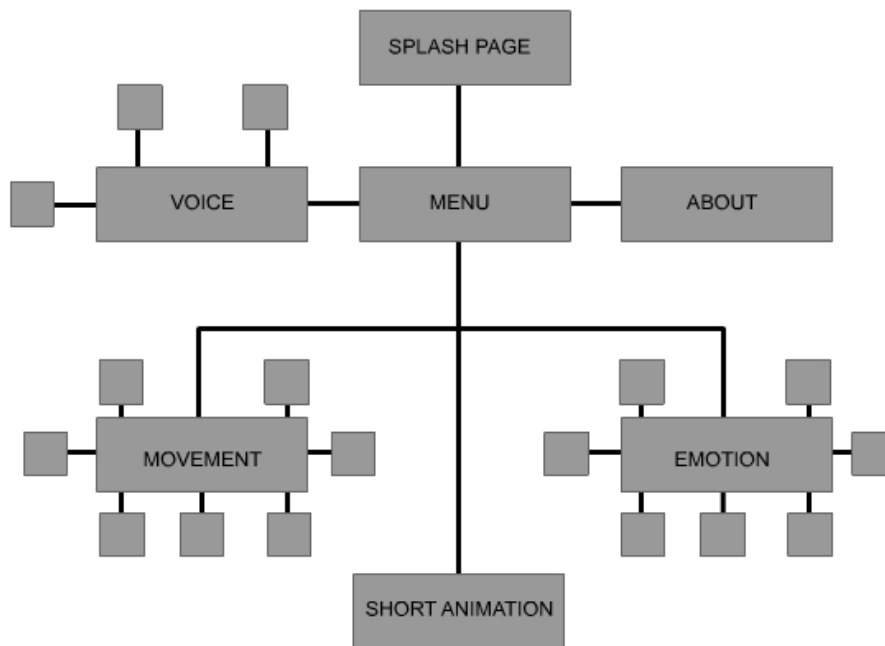 SPLASH PAGE
VOICE
MENU
ABOUT
MOVEMENT
EMOTION
SHORT ANIMATION